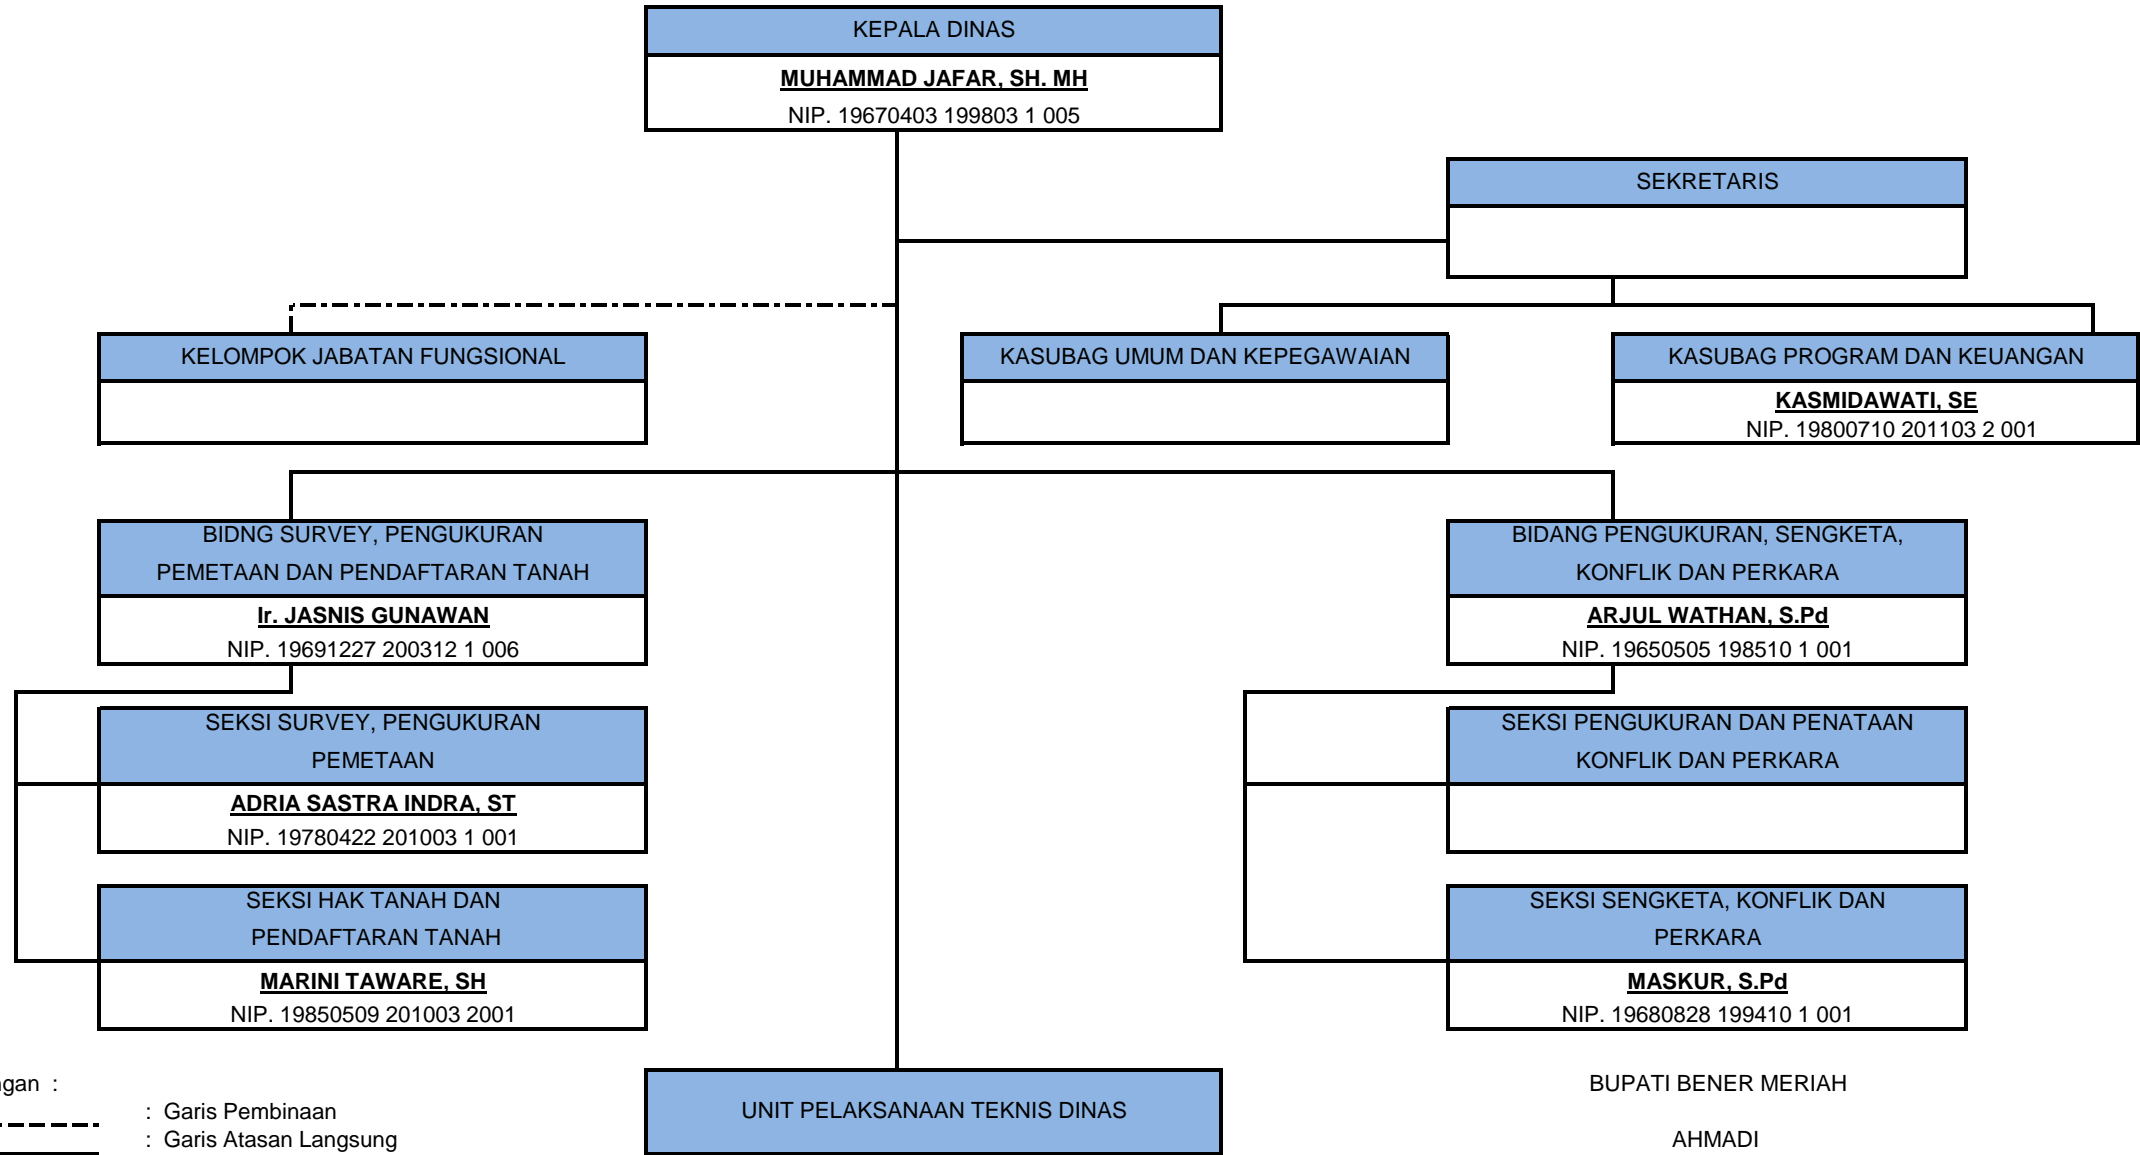 KEPALA DINAS
MUHAMMAD JAFAR, SH. MH
NIP. 19670403 199803 1 005
SEKRETARIS
KELOMPOK JABATAN FUNGSIONAL
KASUBAG UMUM DAN KEPEGAWAIAN
KASUBAG PROGRAM DAN KEUANGAN
KASMIDAWATI, SE
NIP. 19800710 201103 2 001
BIDNG SURVEY, PENGUKURAN
PEMETAAN DAN PENDAFTARAN TANAH
Ir. JASNIS GUNAWAN
NIP. 19691227 200312 1 006
BIDANG PENGUKURAN, SENGKETA,
KONFLIK DAN PERKARA
ARJUL WATHAN, S.Pd
NIP. 19650505 198510 1 001
SEKSI SURVEY, PENGUKURAN
PEMETAAN
ADRIA SASTRA INDRA, ST
NIP. 19780422 201003 1 001
SEKSI PENGUKURAN DAN PENATAAN
KONFLIK DAN PERKARA
SEKSI HAK TANAH DAN
PENDAFTARAN TANAH
MARINI TAWARE, SH
NIP. 19850509 201003 2001
SEKSI SENGKETA, KONFLIK DAN
PERKARA
MASKUR, S.Pd
NIP. 19680828 199410 1 001
ngan :
: Garis Pembinaan
: Garis Atasan Langsung
UNIT PELAKSANAAN TEKNIS DINAS
BUPATI BENER MERIAH
AHMADI